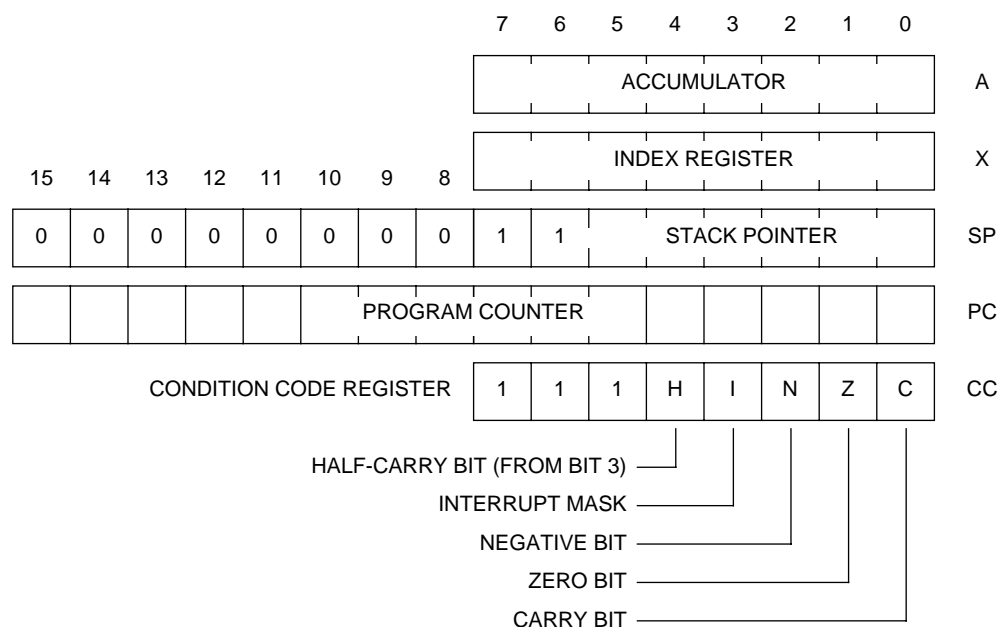 7 6 5 4 3 2 1 0
ACCUMULATOR A
INDEX REGISTER X
15 14 13 12 11 10 9 8
0 0 0 0 0 0 0 0 1 1 STACK POINTER SP
PROGRAM COUNTER PC
CONDITION CODE REGISTER 1 1 1 H I N Z C CC
HALF-CARRY BIT (FROM BIT 3)
INTERRUPT MASK
NEGATIVE BIT
ZERO BIT
CARRY BIT